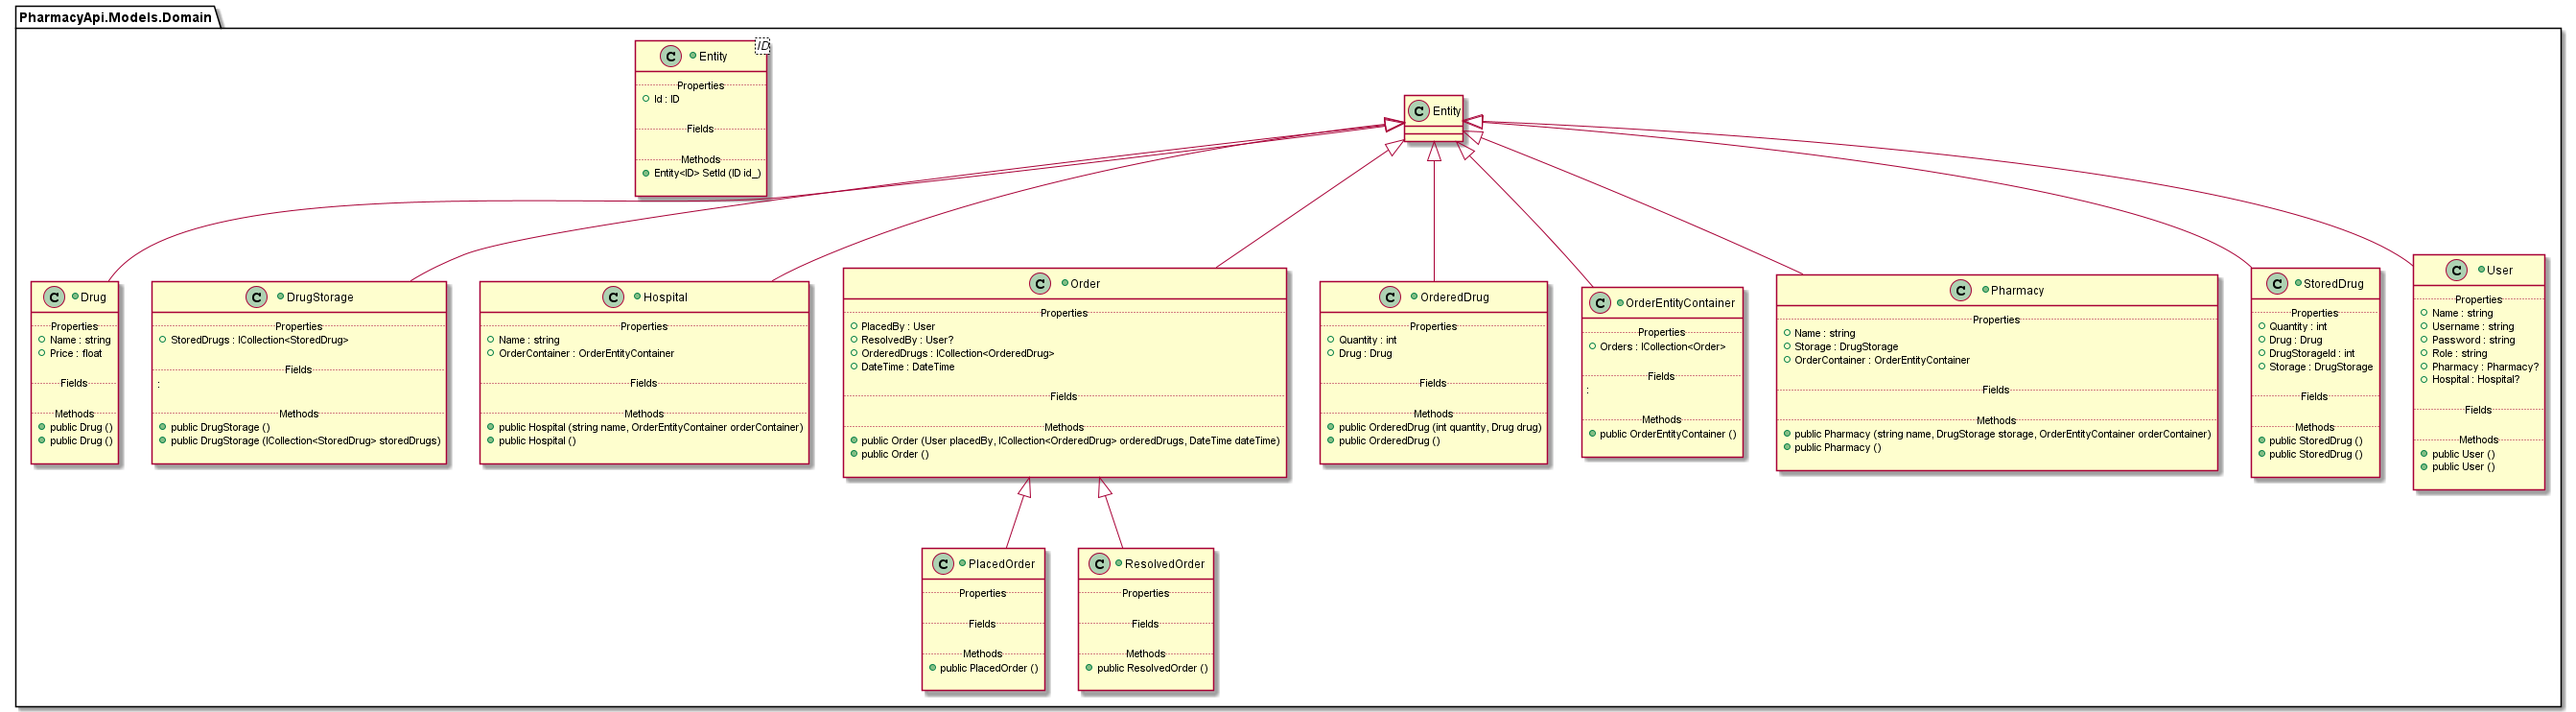 PharmacyApi.Models.Domain
C Entity
ID
Properties
Id : ID
Fields
Methods
Entity<ID> SetId (ID id_)
C Entity
C Drug
Properties
Name : string
Price : float
Fields
Methods
public Drug ()
public Drug ()
C DrugStorage
Properties
StoredDrugs : ICollection<StoredDrug>
Fields
:
Methods
public DrugStorage ()
public DrugStorage (ICollection<StoredDrug> storedDrugs)
C Hospital
Properties
Name : string
OrderContainer : OrderEntityContainer
Fields
Methods
public Hospital (string name, OrderEntityContainer orderContainer)
public Hospital ()
C Order
Properties
PlacedBy : User
ResolvedBy : User?
OrderedDrugs : ICollection<OrderedDrug>
DateTime : DateTime
Fields
Methods
public Order (User placedBy, ICollection<OrderedDrug> orderedDrugs, DateTime dateTime)
public Order ()
C OrderedDrug
Properties
Quantity : int
Drug : Drug
Fields
Methods
public OrderedDrug (int quantity, Drug drug)
public OrderedDrug ()
C OrderEntityContainer
Properties
Orders : ICollection<Order>
Fields
:
Methods
public OrderEntityContainer ()
C Pharmacy
Properties
Name : string
Storage : DrugStorage
OrderContainer : OrderEntityContainer
Fields
Methods
public Pharmacy (string name, DrugStorage storage, OrderEntityContainer orderContainer)
public Pharmacy ()
C StoredDrug
Properties
Quantity : int
Drug : Drug
DrugStorageId : int
Storage : DrugStorage
Fields
Methods
public StoredDrug ()
public StoredDrug ()
C User
Properties
Name : string
Username : string
Password : string
Role : string
Pharmacy : Pharmacy?
Hospital : Hospital?
Fields
Methods
public User ()
public User ()
C PlacedOrder
Properties
Fields
Methods
public PlacedOrder ()
C ResolvedOrder
Properties
Fields
Methods
public ResolvedOrder ()